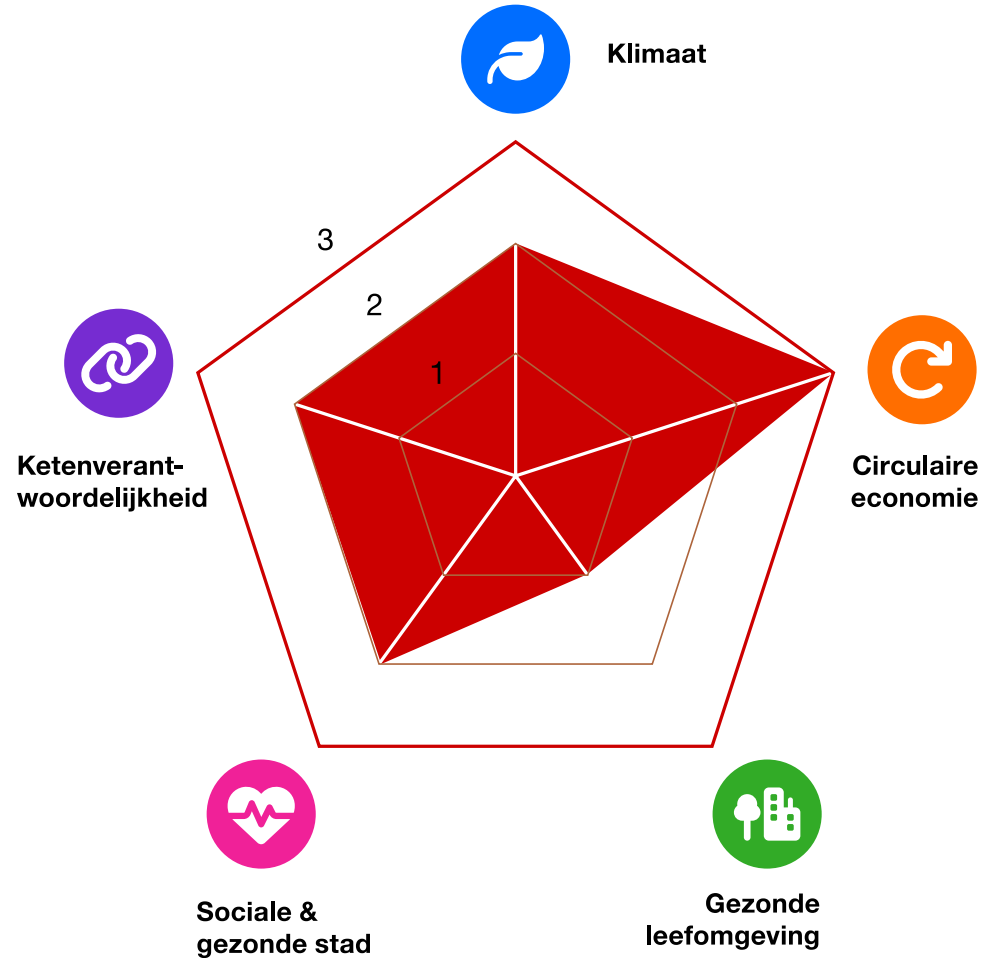 Klimaat
3
2
1
Ketenverant-
woordelijkheid
Circulaire
economie
Sociale &
gezonde stad
Gezonde
leefomgeving